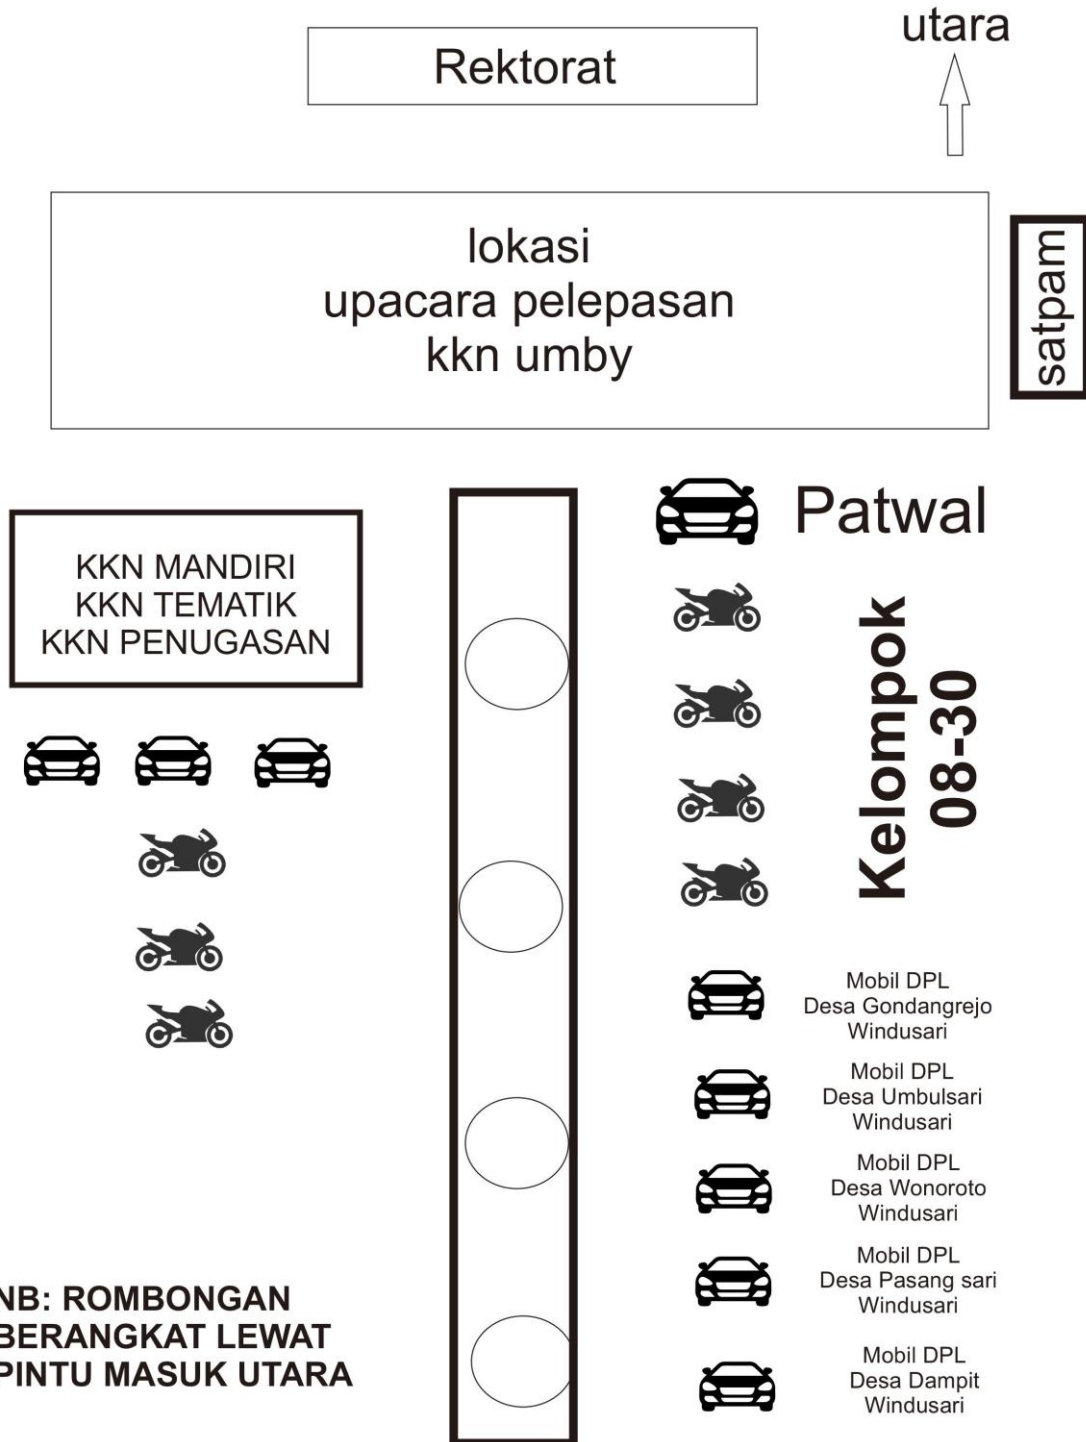 utara
Rektorat
lokasi
upacara pelepasan
kkn umby
satpam
Patwal
KKN MANDIRI
KKN TEMATIK
KKN PENUGASAN
Kelompok
08-30
Mobil DPL
Desa Gondangrejo
Windusari
Mobil DPL
Desa Umbulsari
Windusari
Mobil DPL
Desa Wonoroto
Windusari
Mobil DPL
Desa Pasang sari
Windusari
Mobil DPL
Desa Dampit
Windusari
NB: ROMBONGAN
BERANGKAT LEWAT
PINTU MASUK UTARA